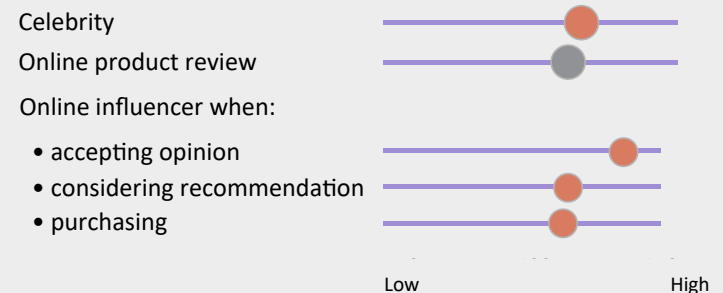 Celebrity
Online product review
Online influencer when:
• accepting opinion
• considering recommendation
• purchasing
Low High